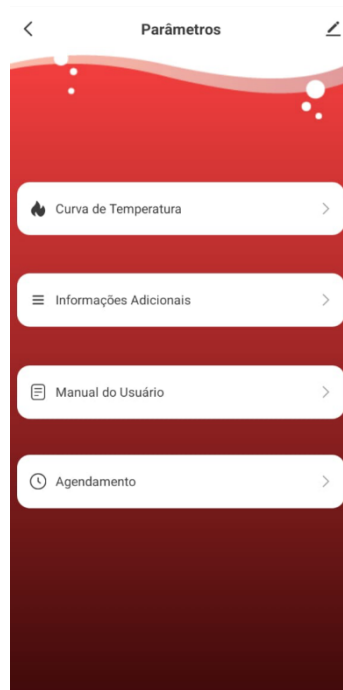 Parâmetros
Curva de Temperatura
Informações Adicionais
Manual do Usuário
Agendamento